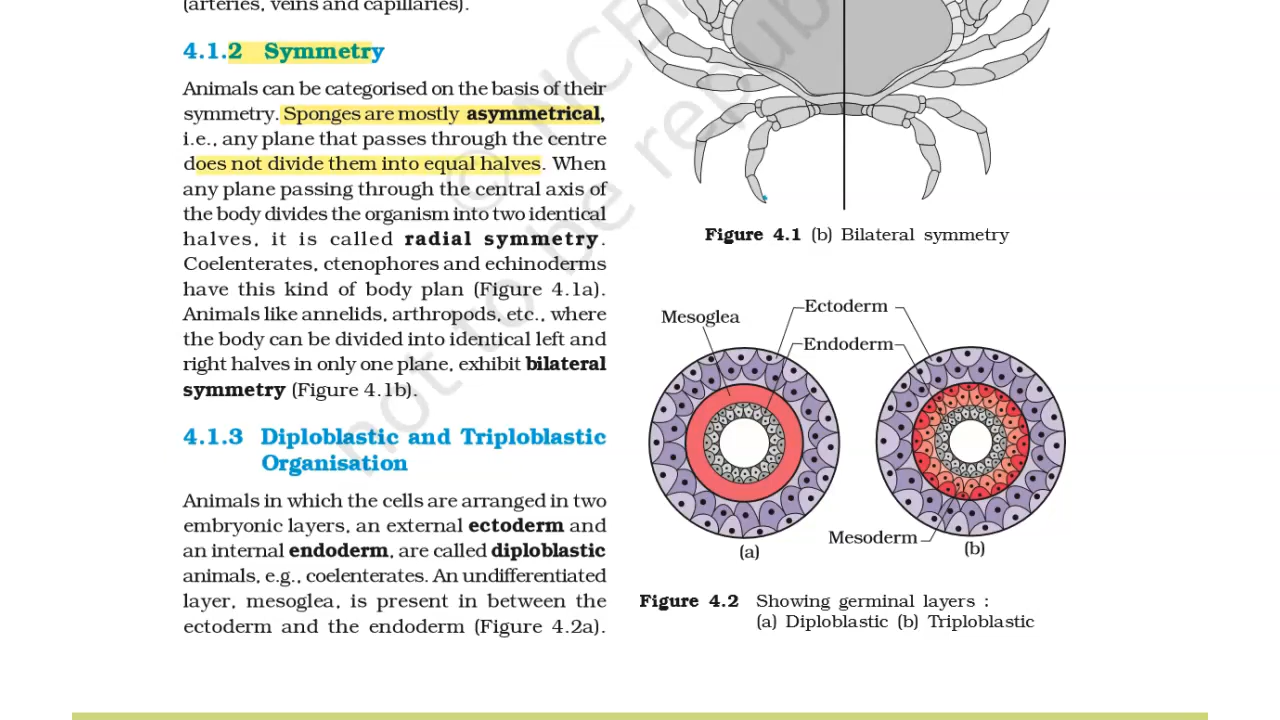 (arteries, veins and capillaries).
4.1.2 Symmetry
Animals can be categorised on the basis of their
symmetry. Sponges are mostly asymmetrical,
i.e., any plane that passes through the centre
does not divide them into equal halves. When
any plane passing through the central axis of
the body divides the organism into two identical
halves, it is called radial symmetry.
Coelenterates, ctenophores and echinoderms
have this kind of body plan (Figure 4.1a).
Animals like annelids, arthropods, etc., where
the body can be divided into identical left and
right halves in only one plane, exhibit bilateral
symmetry (Figure 4.1b).
4.1.3 Diploblastic and Triploblastic
Organisation
Animals in which the cells are arranged in two
embryonic layers, an external ectoderm and
an internal endoderm, are called diploblastic
animals, e.g., coelenterates. An undifferentiated
layer, mesoglea, is present in between the
ectoderm and the endoderm (Figure 4.2a).
Figure 4.1 (b) Bilateral symmetry
Mesoglea
Ectoderm
Endoderm
Mesoderm
(a)
(b)
Figure 4.2 Showing germinal layers :
(a) Diploblastic (b) Triploblastic
© NCE
not to be repub